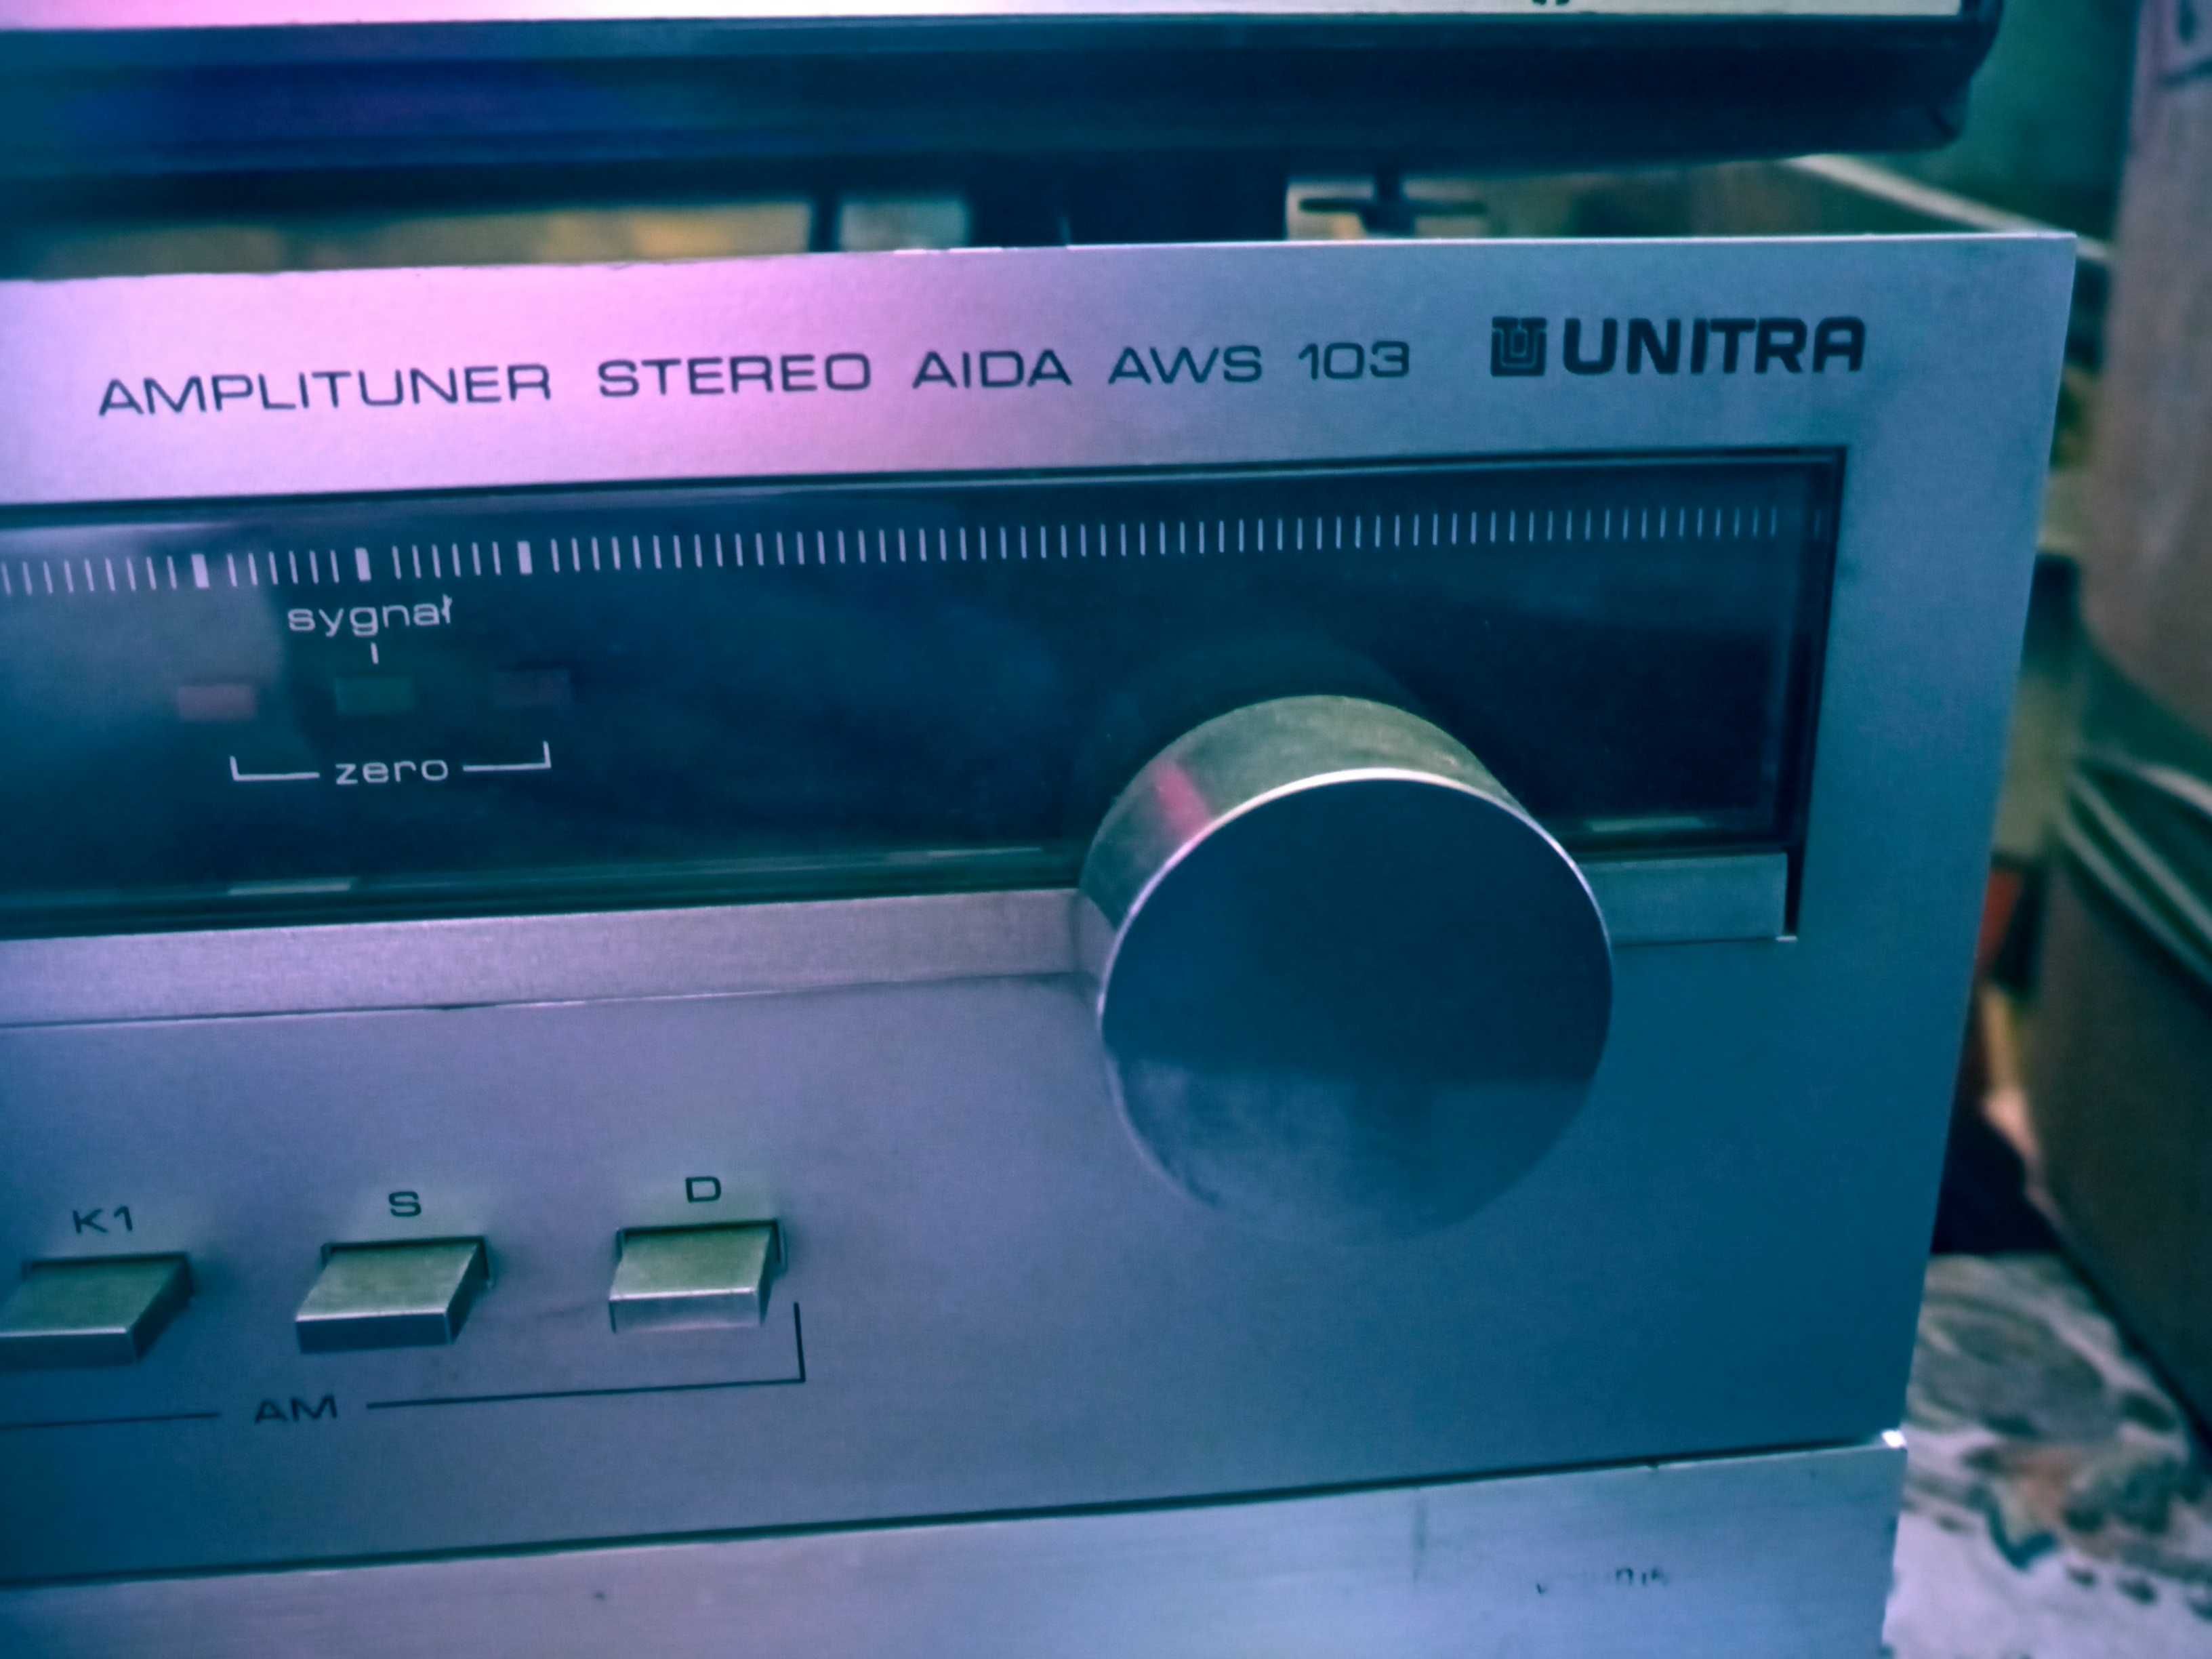 AMPLITUNER STEREO AIDA AWS 103 UNITRA
sygnał
zero
K1 S D
AM